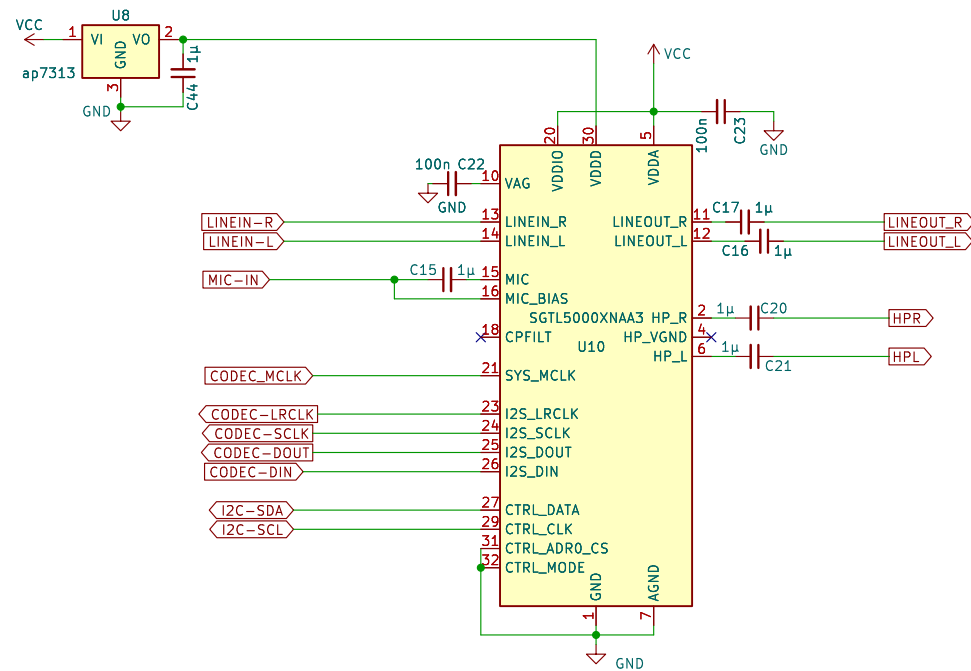 U8
VCC
1
VI
GND
VO
2
1µ
C44
ap7313
3
GND
VCC
20
30
5
100n
C23
GND
VDDIO
VDDD
VDDA
100n
C22
GND
10
VAG
LINEIN-R
13
LINEIN_R
LINEOUT_R
11
C17
1µ
LINEOUT_R
LINEIN-L
14
LINEIN_L
LINEOUT_L
12
C16
1µ
LINEOUT_L
MIC-IN
C15
1µ
15
MIC
16
MIC_BIAS
SGTL5000XNAA3
HP_R
2
1µ
C20
HPR
18
CPFILT
HP_VGND
4
U10
HP_L
6
1µ
C21
HPL
CODEC_MCLK
21
SYS_MCLK
CODEC-LRCLK
23
I2S_LRCLK
CODEC-SCLK
24
I2S_SCLK
CODEC-DOUT
25
I2S_DOUT
CODEC-DIN
26
I2S_DIN
I2C-SDA
27
CTRL_DATA
I2C-SCL
29
CTRL_CLK
31
CTRL_ADR0_CS
32
CTRL_MODE
GND
AGND
1
7
GND